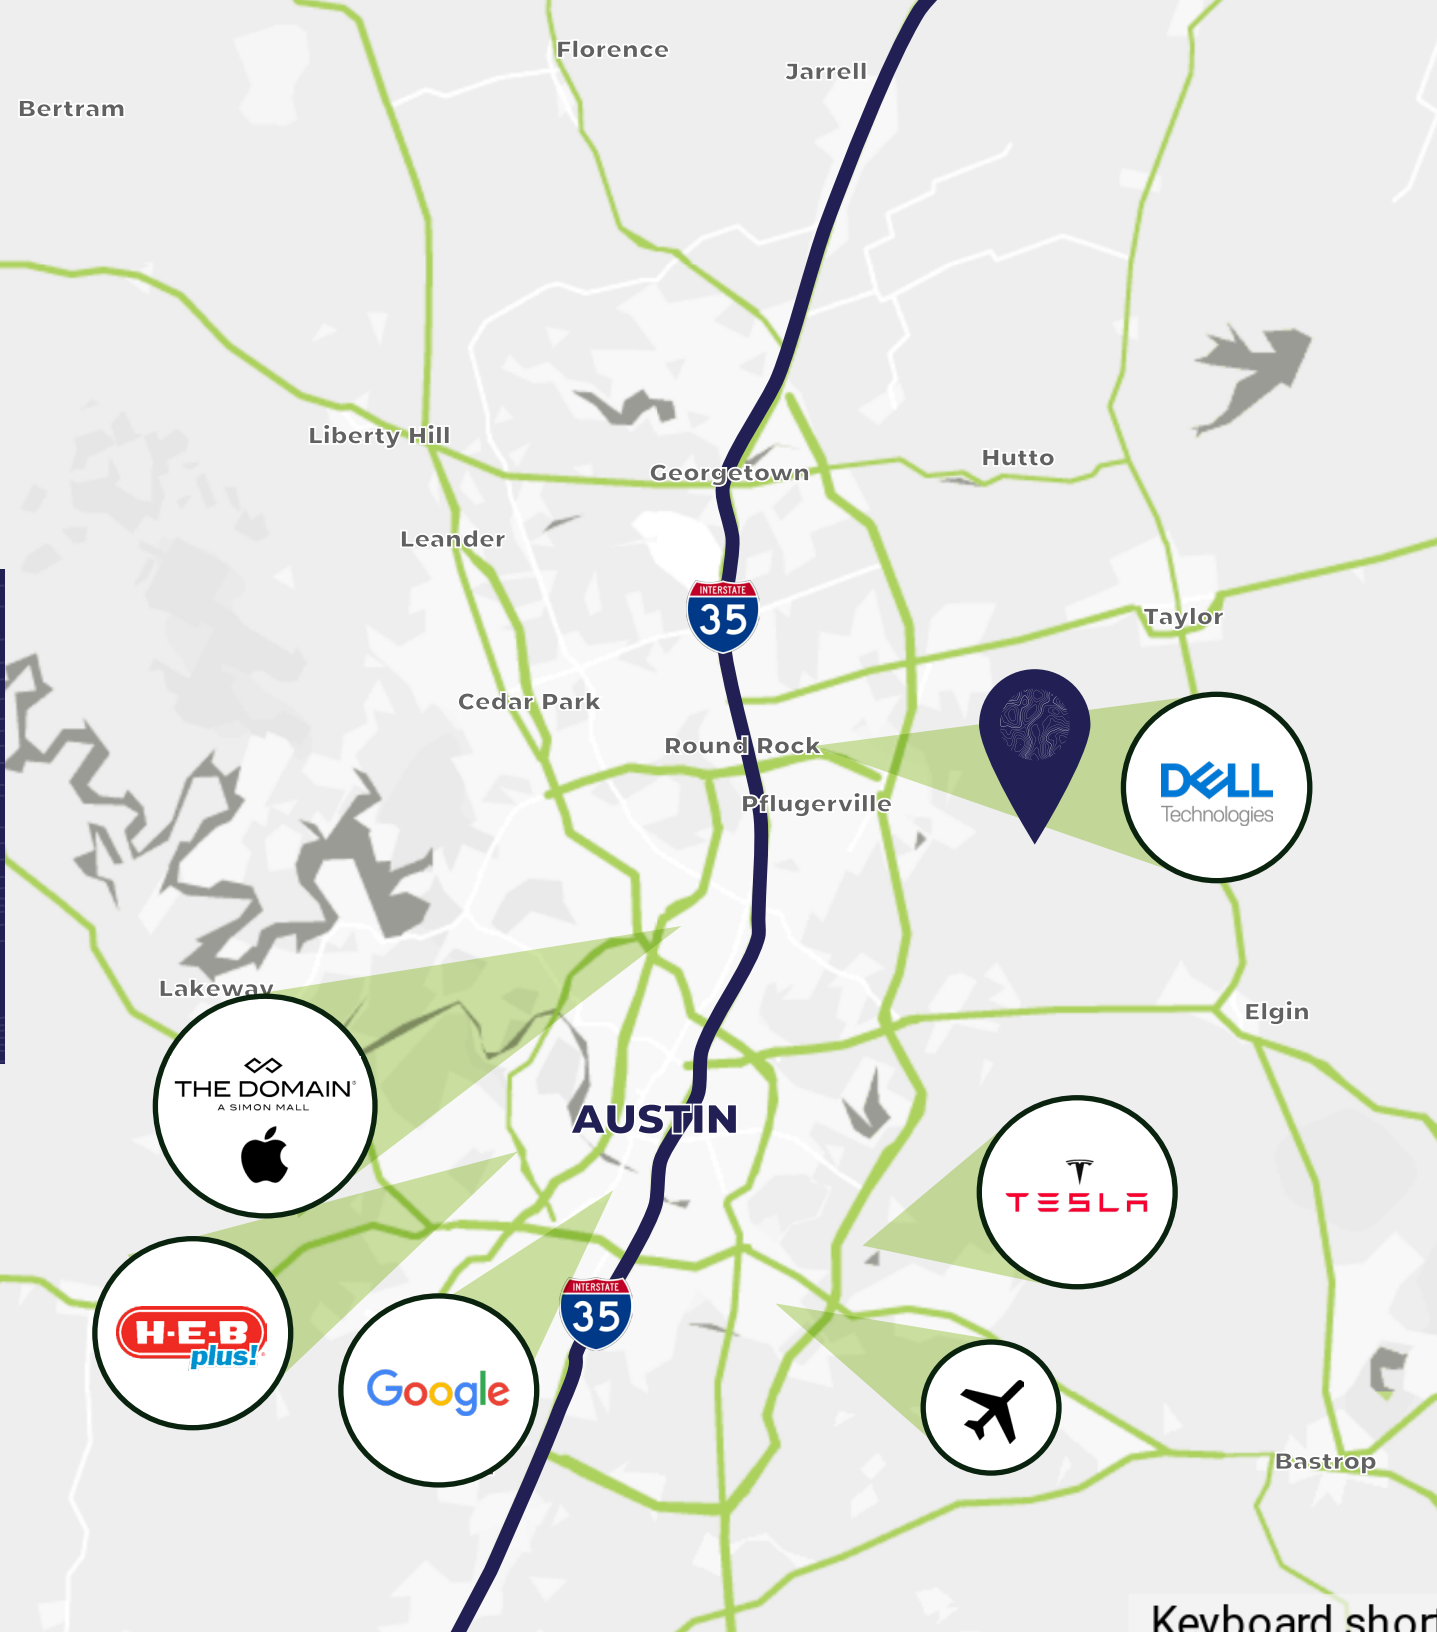 Florence
Jarrell
Bertram
Liberty Hill
Georgetown
Hutto
Leander
INTERSTATE
35
Taylor
Cedar Park
Round Rock
DELL
Technologies
Pflugerville
Lakeway
Elgin
THE DOMAIN®
A SIMON MALL
AUSTIN
TESLA
INTERSTATE
35
H-E-B
plus!
Google
Bastrop
Keyboard short